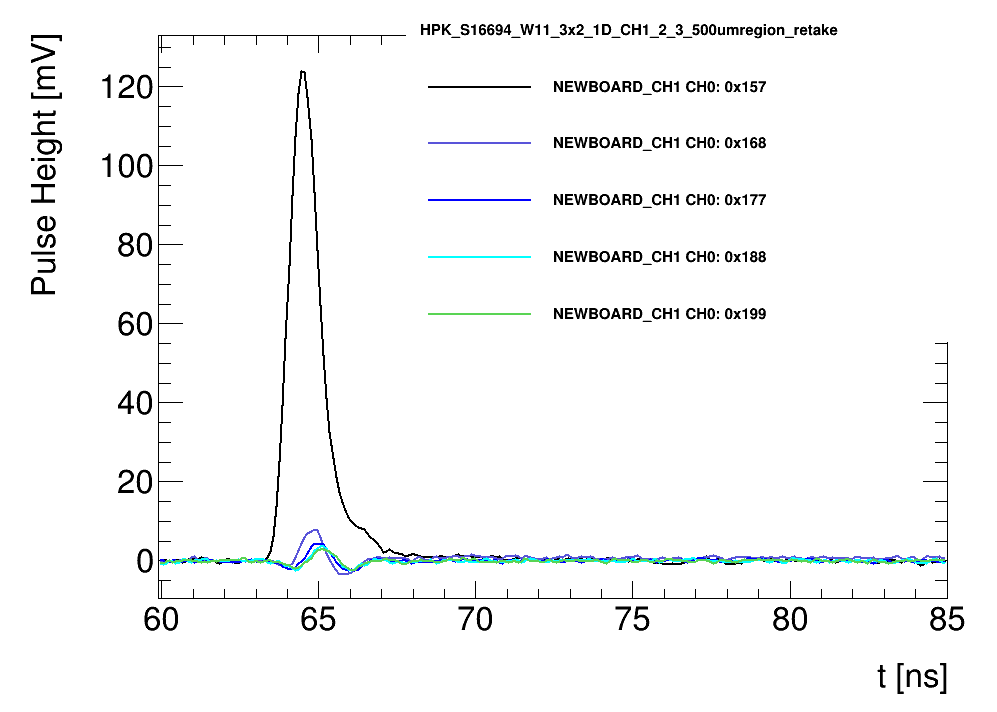 HPK_S16694_W11_3x2_1D_CH1_2_3_500umregion_retake
Pulse Height [mV]
120
100
80
60
40
20
0
NEWBOARD_CH1 CH0: 0x157
NEWBOARD_CH1 CH0: 0x168
NEWBOARD_CH1 CH0: 0x177
NEWBOARD_CH1 CH0: 0x188
NEWBOARD_CH1 CH0: 0x199
60 65 70 75 80 85
t [ns]